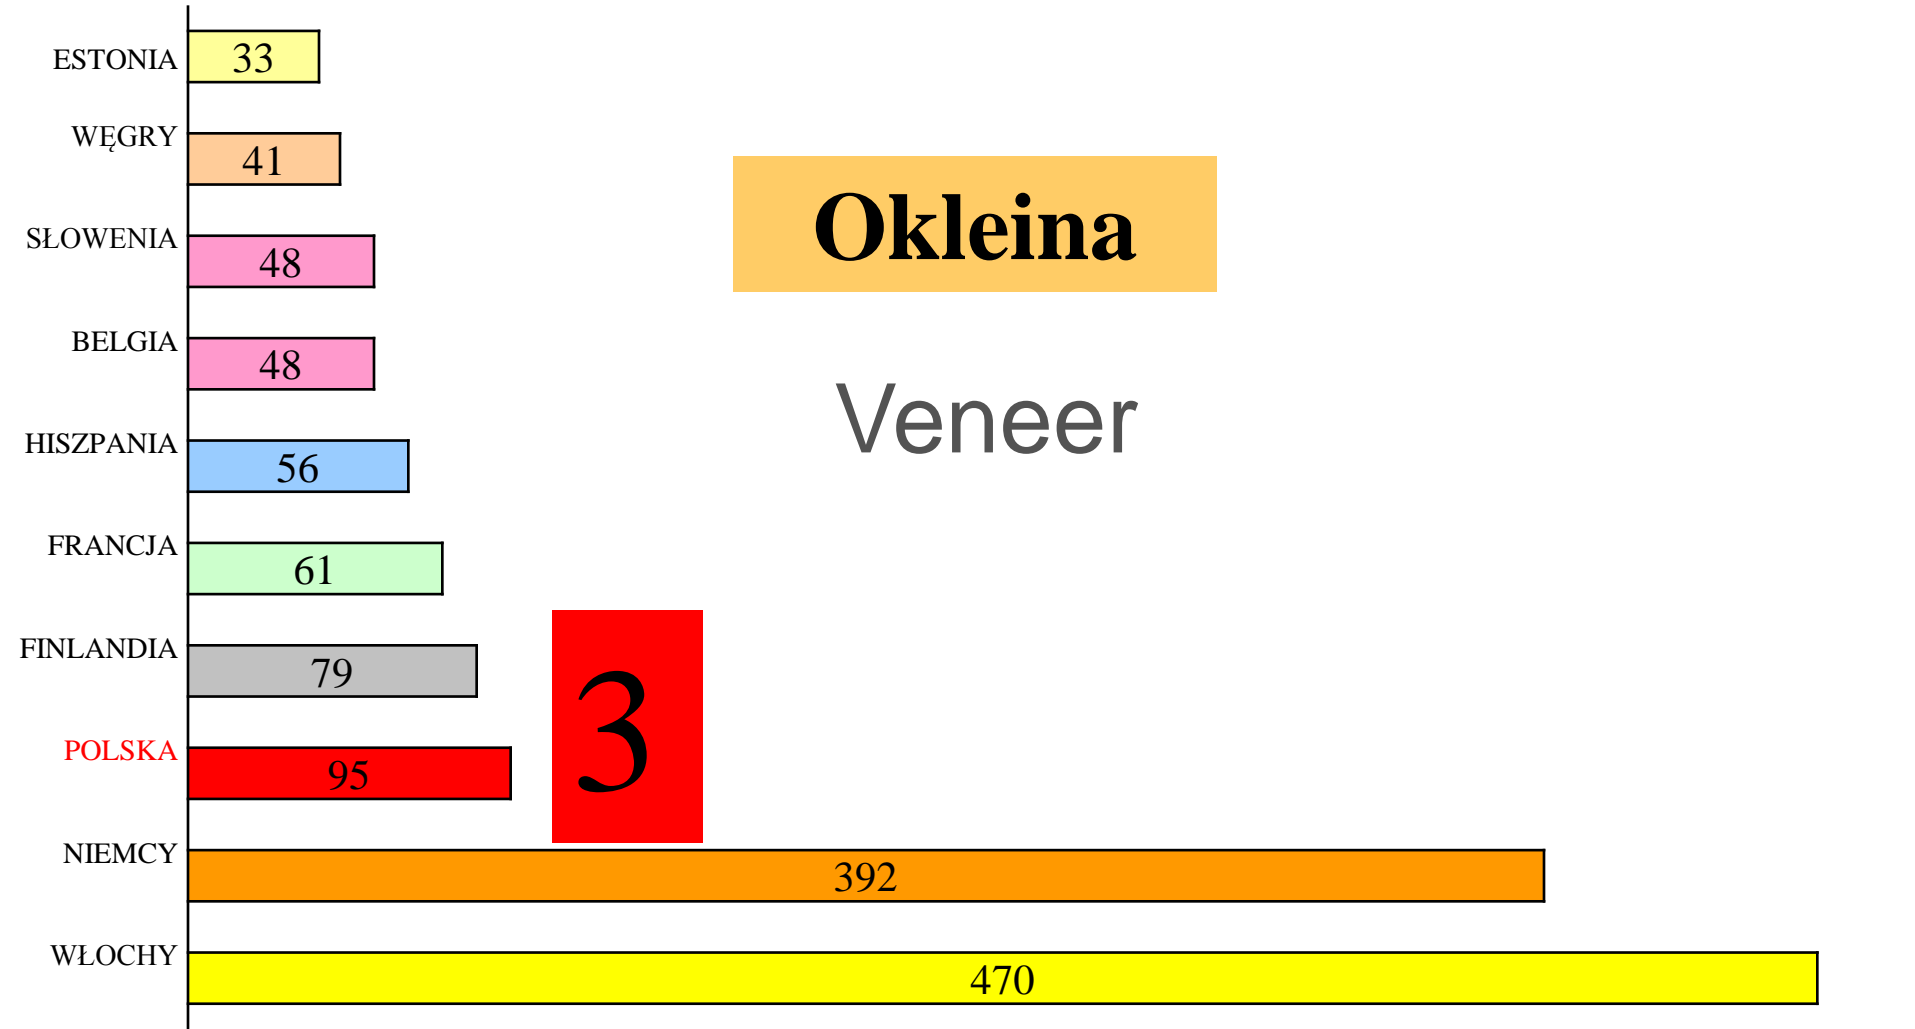 ESTONIA 33
WĘGRY 41
Okleina
SŁOWENIA 48
BELGIA 48
Veneer
HISZPANIA 56
FRANCJA 61
FINLANDIA 79
3
POLSKA 95
NIEMCY 392
WŁOCHY 470